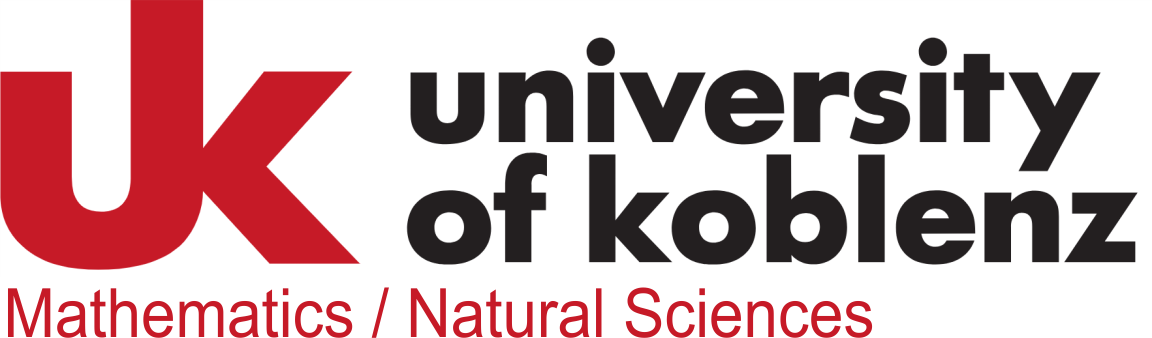 uk
university
of koblenz
Mathematics / Natural Sciences